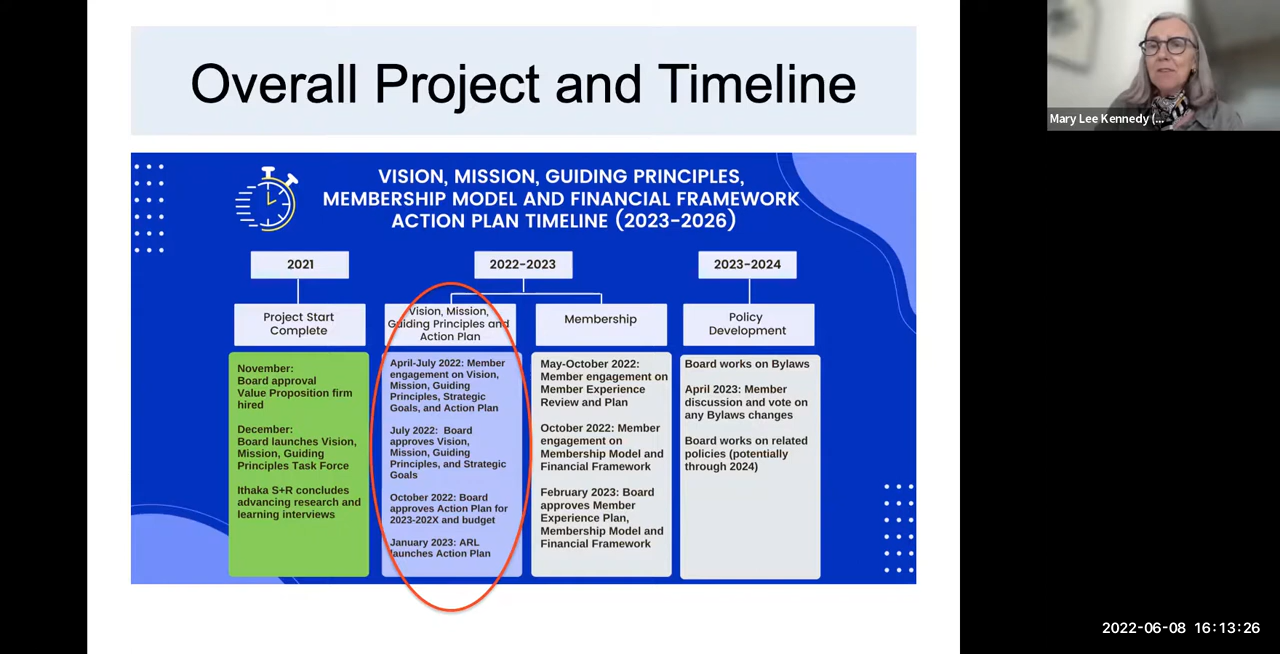 Overall Project and Timeline
VISION, MISSION, GUIDING PRINCIPLES,
MEMBERSHIP MODEL AND FINANCIAL FRAMEWORK
ACTION PLAN TIMELINE (2023-2026)
2021
2022-2023
2023-2024
Project Start
Complete
Vision, Mission,
Guiding Principles and
Action Plan
Membership
Policy
Development
November:
Board approval
Value Proposition firm
hired
December:
Board launches Vision,
Mission, Guiding
Principles Task Force
Ithaka S+R concludes
advancing research and
learning interviews
April-July 2022: Member
engagement on Vision,
Mission, Guiding
Principles, Strategic
Goals, and Action Plan
July 2022: Board
approves Vision,
Mission, Guiding
Principles, and Strategic
Goals
October 2022: Board
approves Action Plan for
2023-202X and budget
January 2023: ARL
launches Action Plan
May-October 2022:
Member engagement on
Member Experience
Review and Plan
October 2022: Member
engagement on
Membership Model and
Financial Framework
February 2023: Board
approves Member
Experience Plan,
Membership Model and
Financial Framework
Board works on Bylaws
April 2023: Member
discussion and vote on
any Bylaws changes
Board works on related
policies (potentially
through 2024)
Mary Lee Kennedy (...
2022-06-08 16:13:26